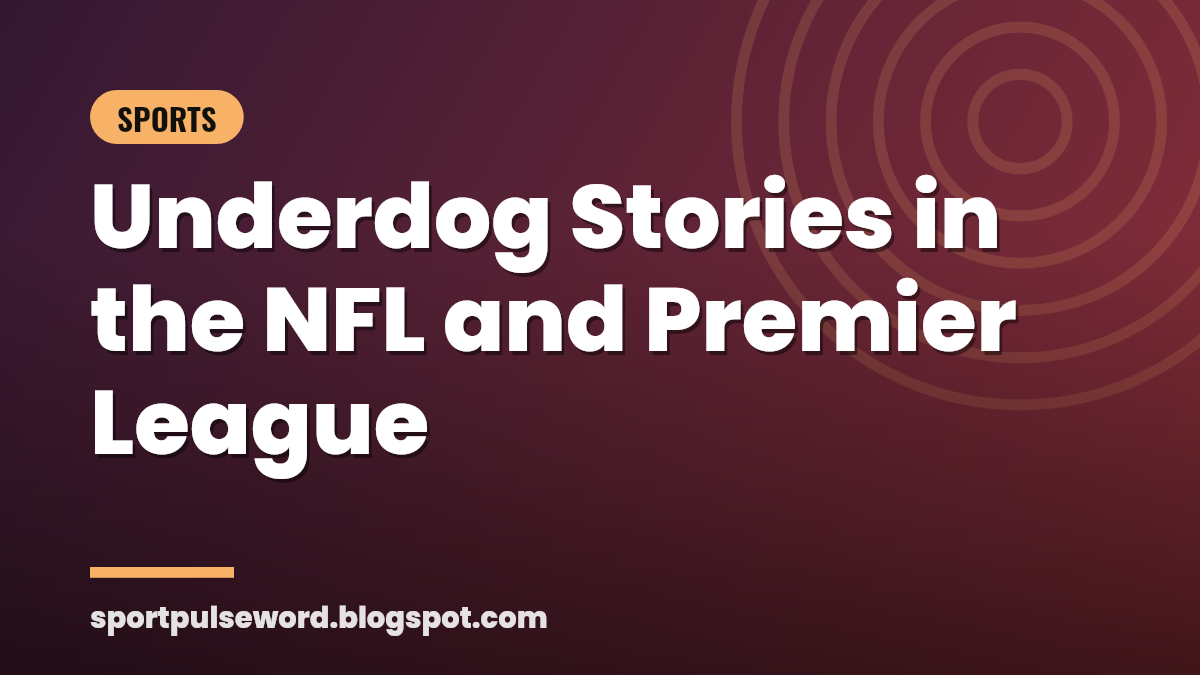 SPORTS
Underdog Stories in
the NFL and Premier
League
sportpulseword.blogspot.com